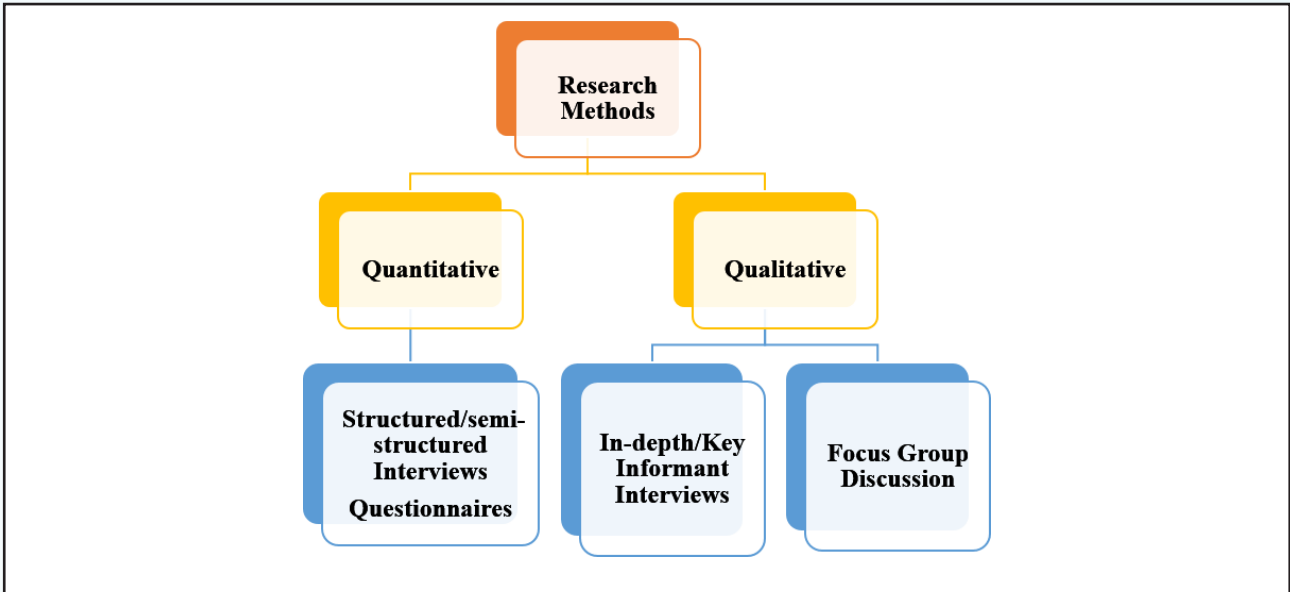 Research
Methods
Quantitative
Qualitative
Structured/semi-
structured
Interviews
Questionnaires
In-depth/Key
Informant
Interviews
Focus Group
Discussion